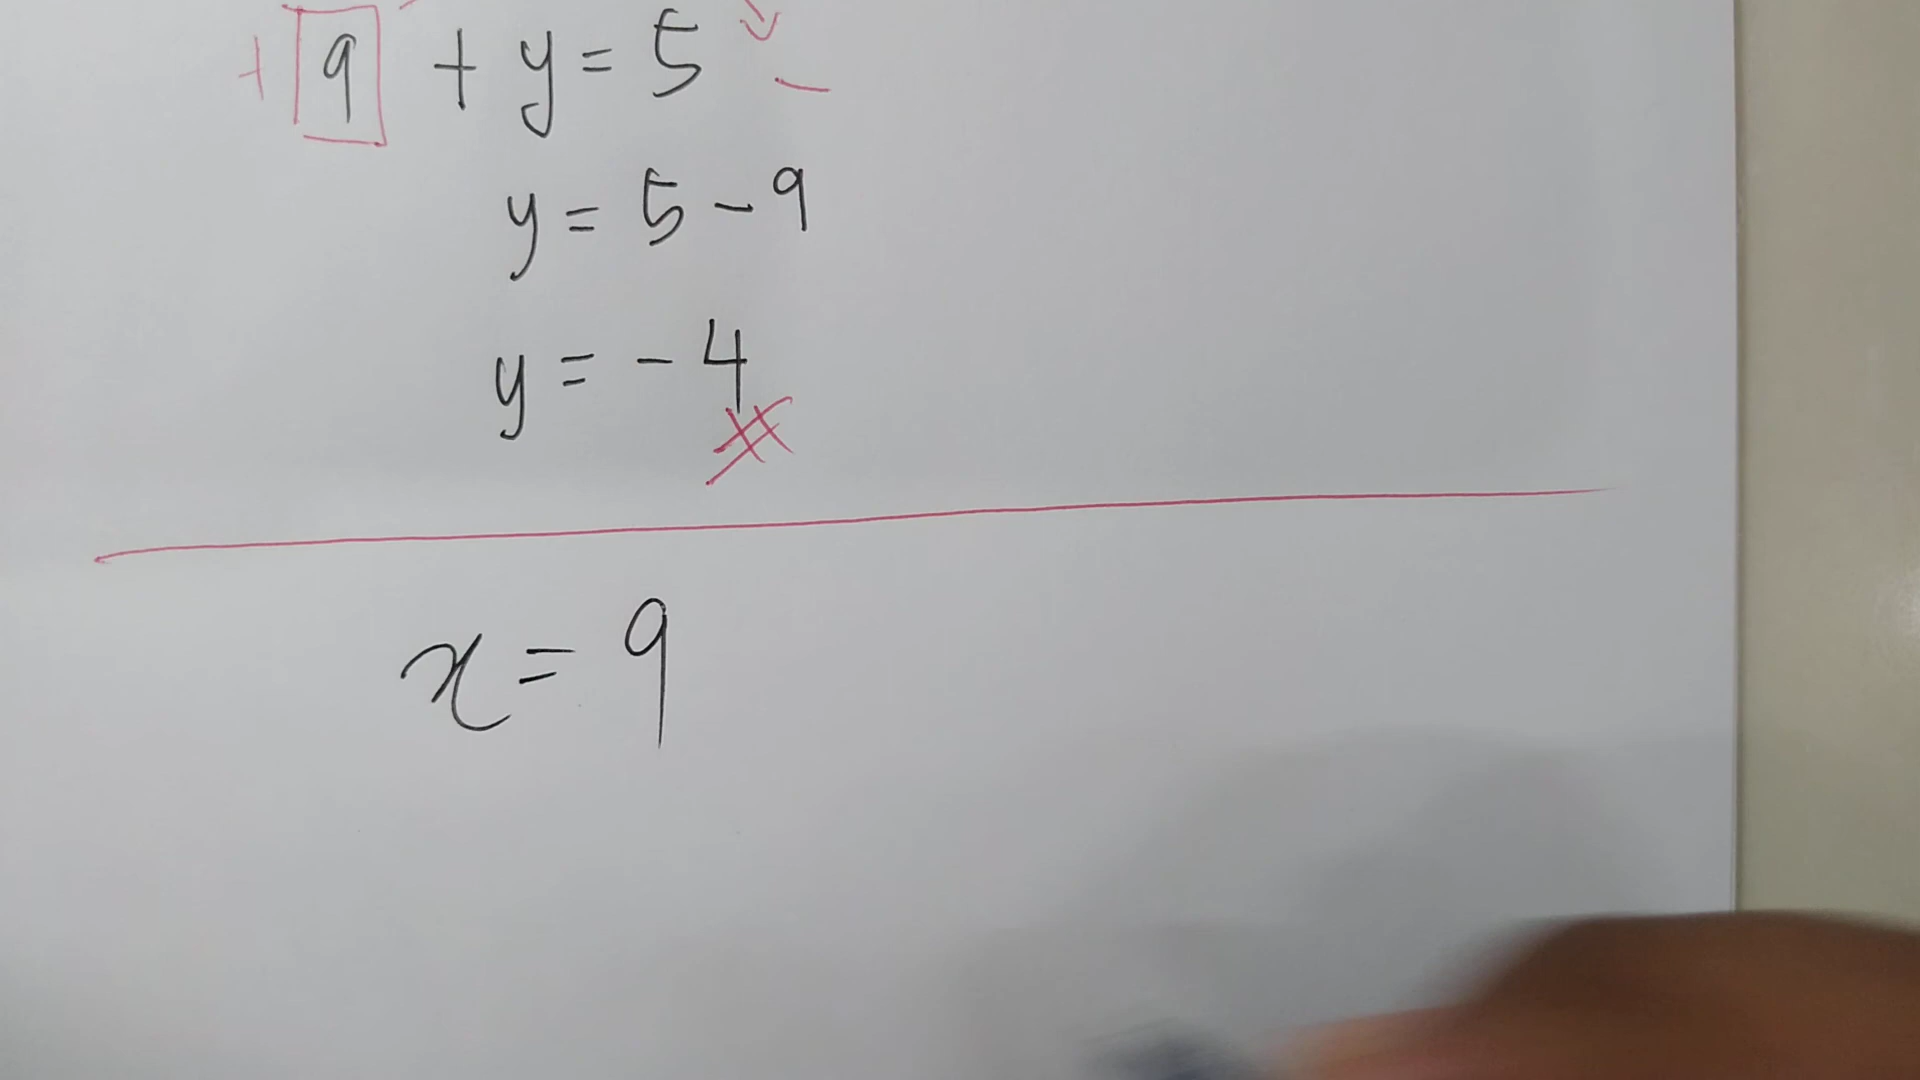 + 9 + y = 5 -
y = 5 - 9
y = - 4
x = 9